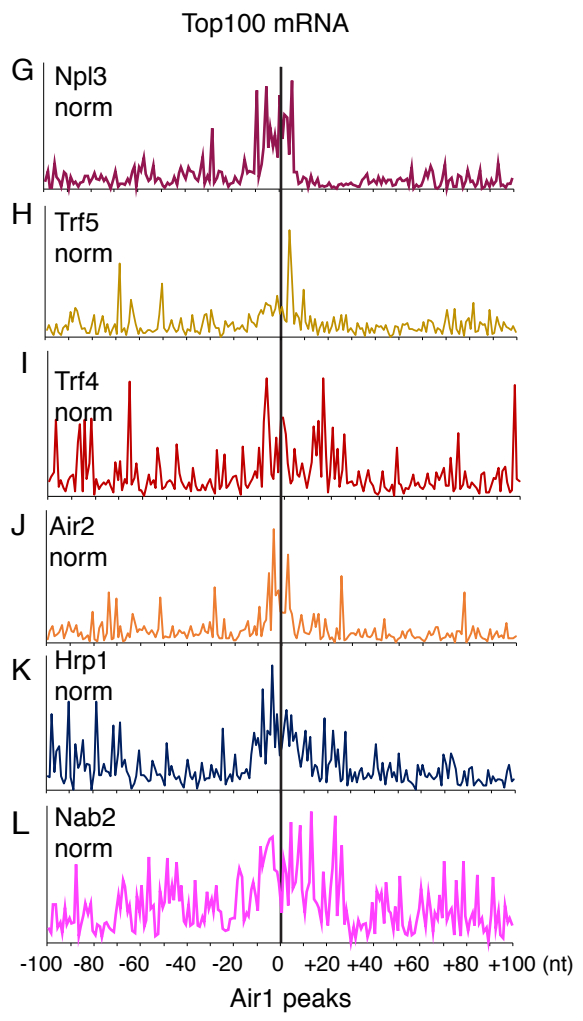 Top100 mRNA
G
Npl3
norm
H
Trf5
norm
I
Trf4
norm
J
Air2
norm
K
Hrp1
norm
L
Nab2
norm
-100 -80 -60 -40 -20 0 +20 +40 +60 +80 +100 (nt)
Air1 peaks